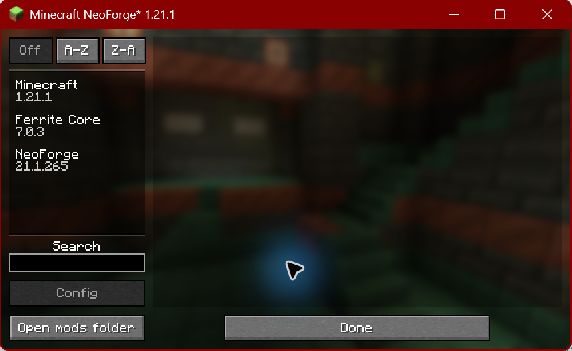 Minecraft NeoForge* 1.21.1
Off A-Z Z-A
Minecraft
1.21.1
Ferrite Core
7.0.3
NeoForge
21.1.265
Search
Config
Open mods folder
Done